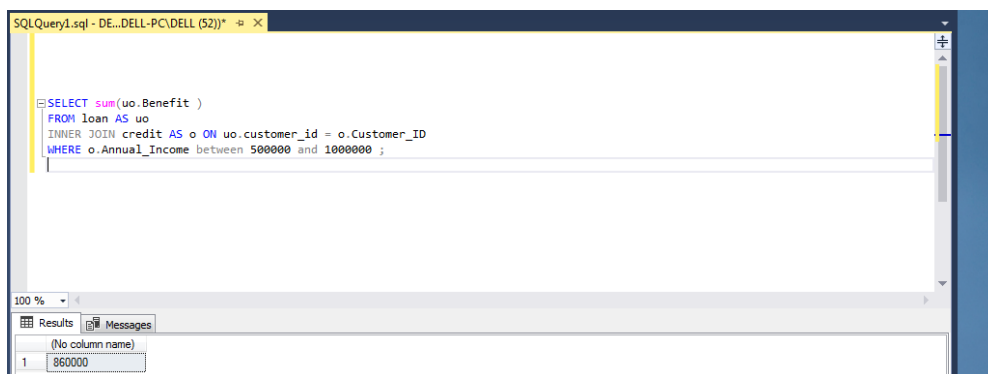 SQLQuery1.sql - DE...DELL-PC\DELL (52))*
SELECT sum(uo.Benefit )
FROM loan AS uo
INNER JOIN credit AS o ON uo.customer_id = o.Customer_ID
WHERE o.Annual_Income between 500000 and 1000000 ;
100 %
Results Messages
(No column name)
1 860000